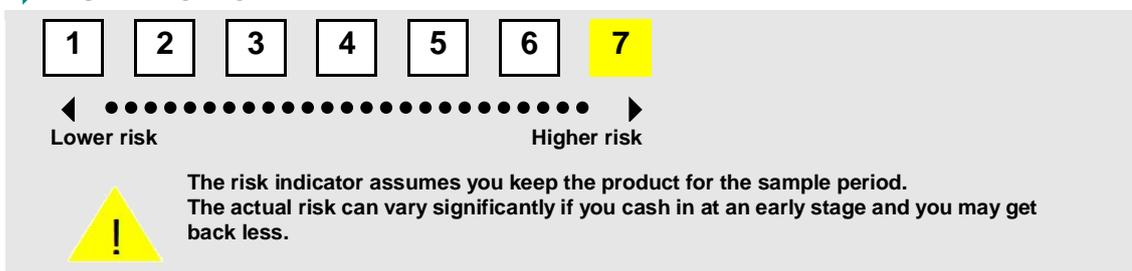 1 2 3 4 5 6 7
Lower risk Higher risk
The risk indicator assumes you keep the product for the sample period.
The actual risk can vary significantly if you cash in at an early stage and you may get
back less.
!